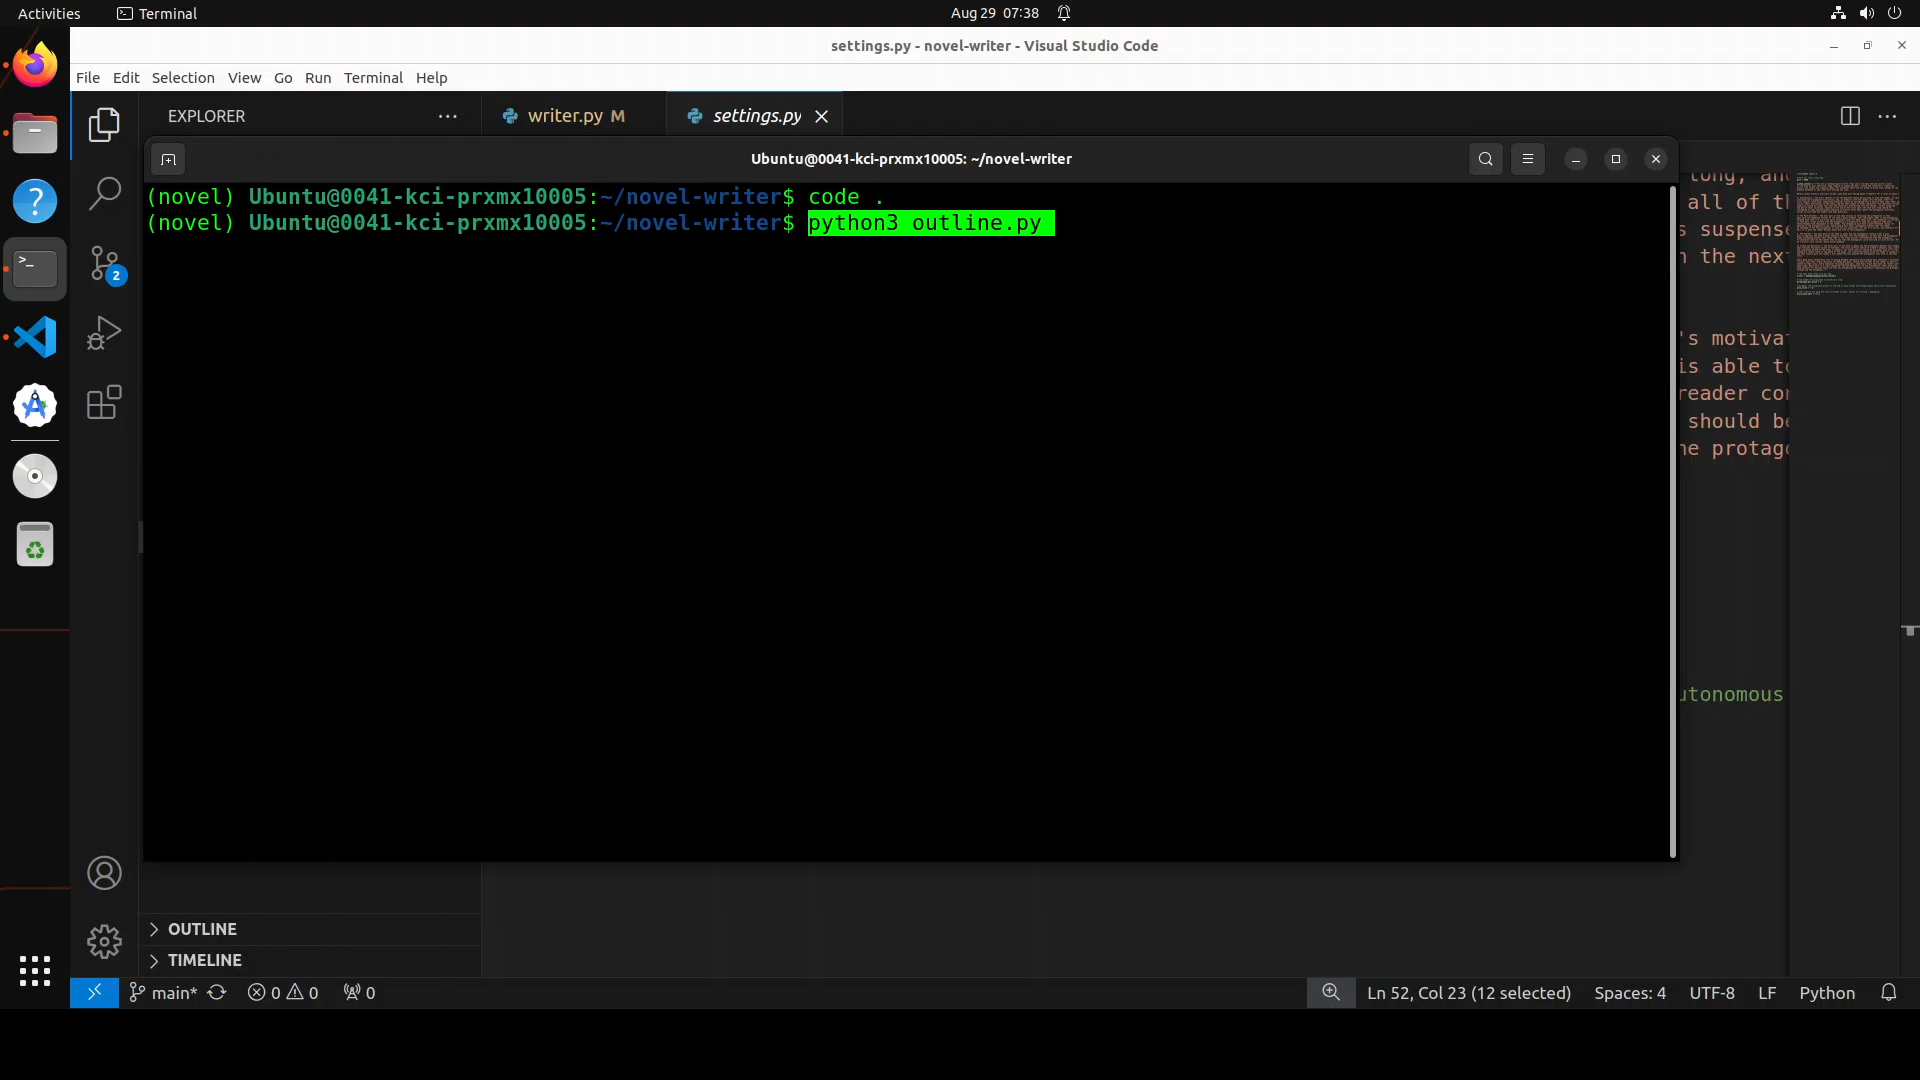 Activities
Terminal
Aug 29 07:38
settings.py - novel-writer - Visual Studio Code
File Edit Selection View Go Run Terminal Help
EXPLORER
writer.py M
settings.py
Ubuntu@0041-kci-prxmx10005: ~/novel-writer
(novel) Ubuntu@0041-kci-prxmx10005:~/novel-writer$ code .
(novel) Ubuntu@0041-kci-prxmx10005:~/novel-writer$ python3 outline.py
all of
suspense
the next
2
's motiva
is able
reader
should
protag
utonomous
OUTLINE
TIMELINE
main*
0 0
0
Ln 52, Col 23 (12 selected)
Spaces: 4
UTF-8
LF
Python